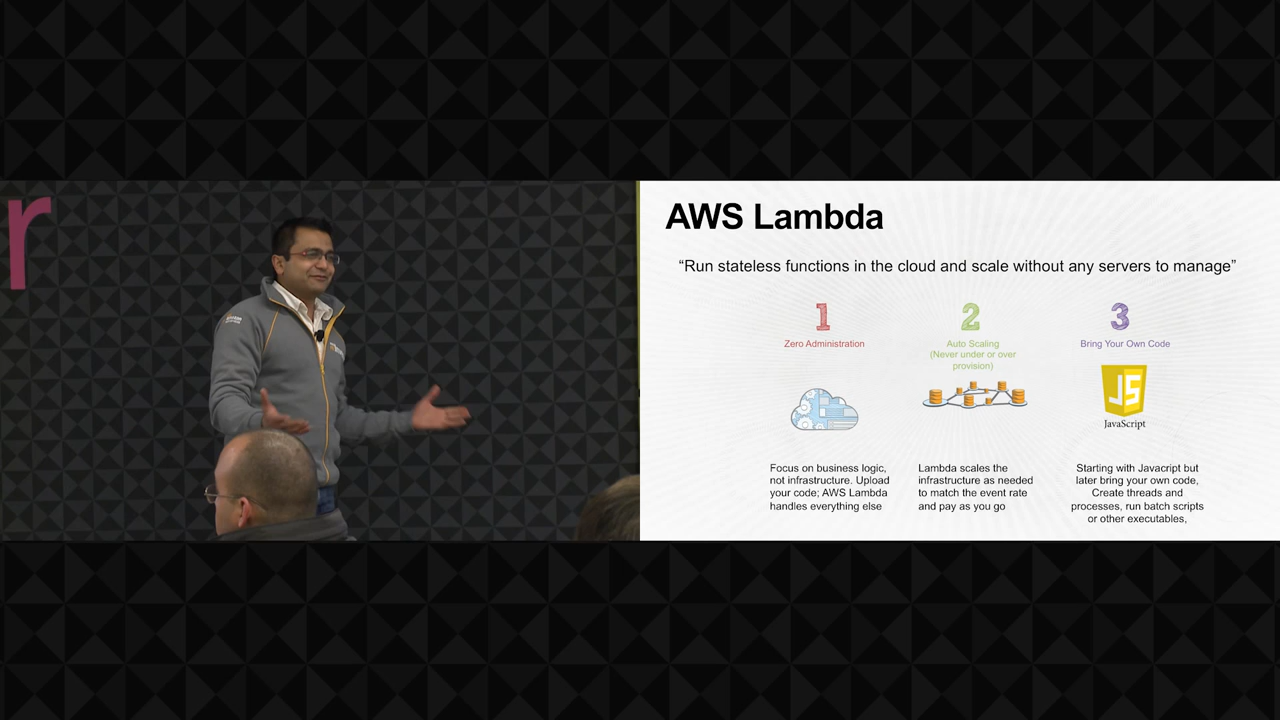 r
AWS Lambda
“Run stateless functions in the cloud and scale without any servers to manage”
1
2
3
Zero Administration
Auto Scaling
(Never under or over
provision)
Bring Your Own Code
JS
JavaScript
Focus on business logic,
not infrastructure. Upload
your code; AWS Lambda
handles everything else
Lambda scales the
infrastructure as needed
to match the event rate
and pay as you go
Starting with Javacript but
later bring your own code,
Create threads and
processes, run batch scripts
or other executables,